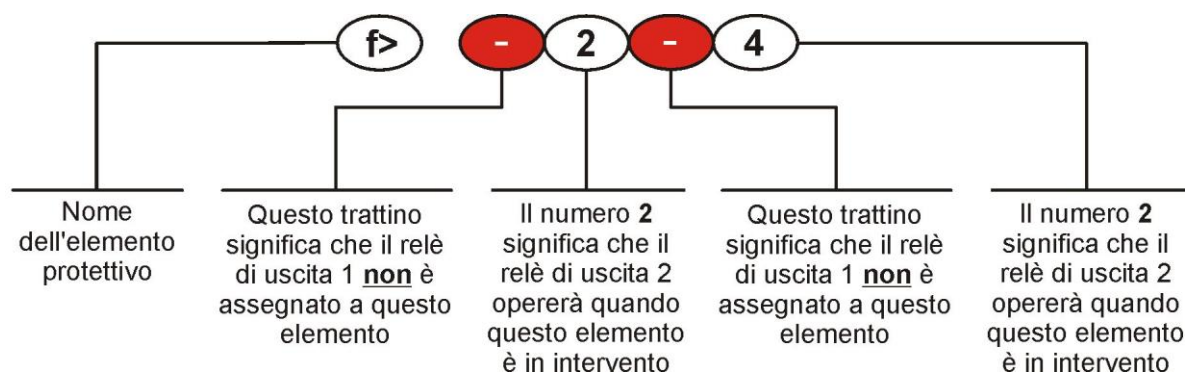 f> - 2 - 4
Nome
dell'elemento
protettivo
Questo trattino
significa che il relè
di uscita 1 non è
assegnato a questo
elemento
Il numero 2
significa che il
relè di uscita 2
opererà quando
questo elemento
è in intervento
Questo trattino
significa che il relè
di uscita 1 non è
assegnato a questo
elemento
Il numero 2
significa che il
relè di uscita 2
opererà quando
questo elemento
è in intervento